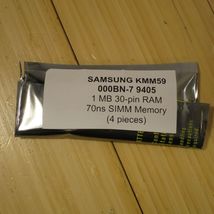 SAMSUNG KMM59
000BN-7 9405
1 MB 30-pin RAM
70ns SIMM Memory
(4 pieces)